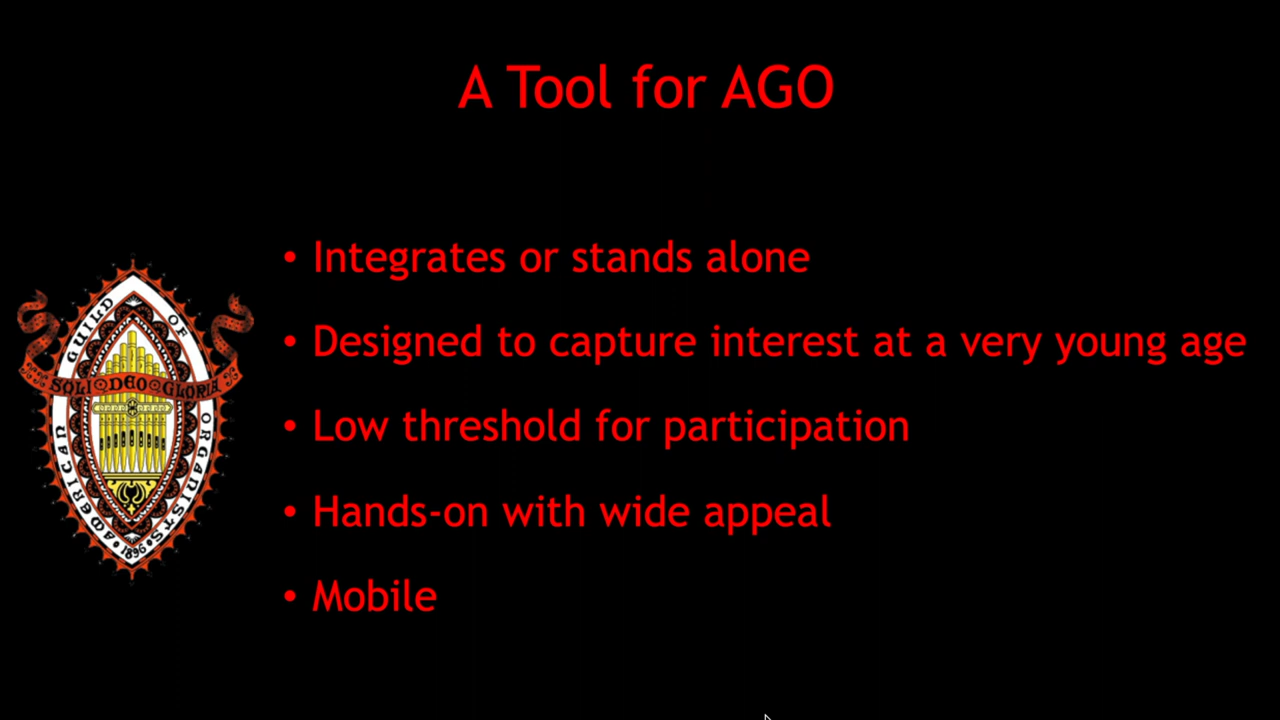 A Tool for AGO
• Integrates or stands alone
• Designed to capture interest at a very young age
• Low threshold for participation
• Hands-on with wide appeal
• Mobile
AMERICAN GUILD OF ORGANISTS
SOLI DEO GLORIA
1896